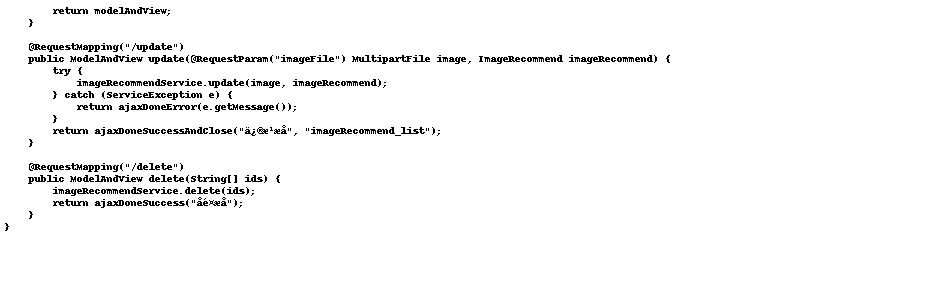 return modelAndView;
}
@RequestMapping("/update")
public ModelAndView update(@RequestParam("imageFile") MultipartFile image, ImageRecommend imageRecommend) {
try {
imageRecommendService.update(image, imageRecommend);
} catch (ServiceException e) {
return ajaxDoneError(e.getMessage());
}
return ajaxDoneSuccessAndClose("ä¿®æ¹æå", "imageRecommend_list");
}
@RequestMapping("/delete")
public ModelAndView delete(String[] ids) {
imageRecommendService.delete(ids);
return ajaxDoneSuccess("åé¤æå");
}
}